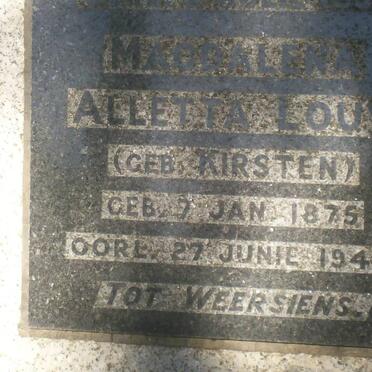 MAGDALENA
ALLETTA LOU
(GEB. KIRSTEN)
GEB. 7 JAN. 1875
OORL. 27 JUNIE 194
TOT WEERSIENS.